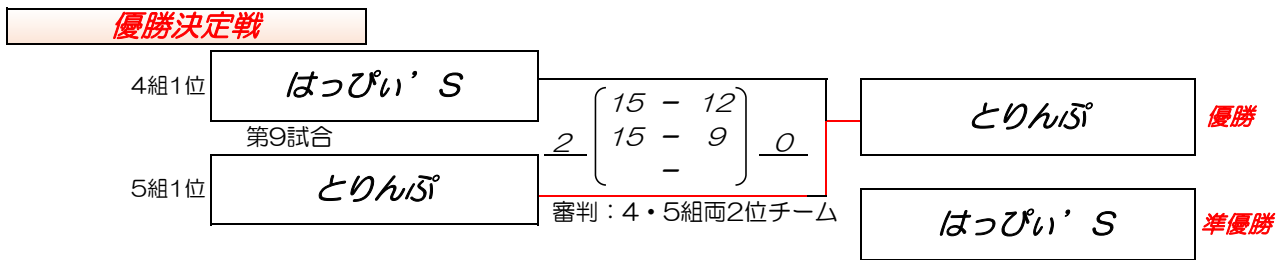 優勝決定戦
4組1位
はっぴぃ’S
第9試合
5組1位
とりんぷ
2
15 - 12
15 - 9
-
0
審判:4・5組両2位チーム
とりんぷ
優勝
はっぴぃ’S
準優勝